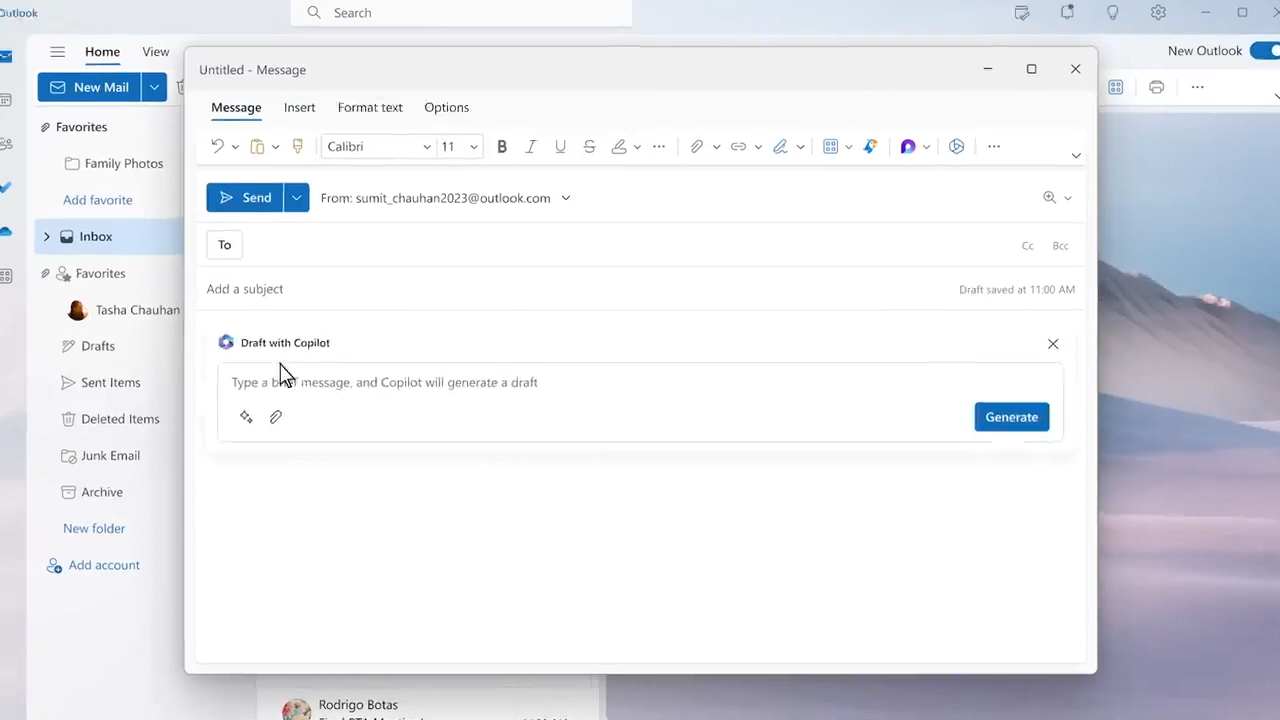 Outlook
Search
Home View
New Outlook
New Mail
Untitled - Message
Message Insert Format text Options
Calibri 11
Send From: sumit_chauhan2023@outlook.com
To Cc Bcc
Add a subject Draft saved at 11:00 AM
Draft with Copilot
Type a message, and Copilot will generate a draft
Generate
Favorites
Family Photos
Add favorite
Inbox
Favorites
Tasha Chauhan
Drafts
Sent Items
Deleted Items
Junk Email
Archive
New folder
Add account
Rodrigo Botas